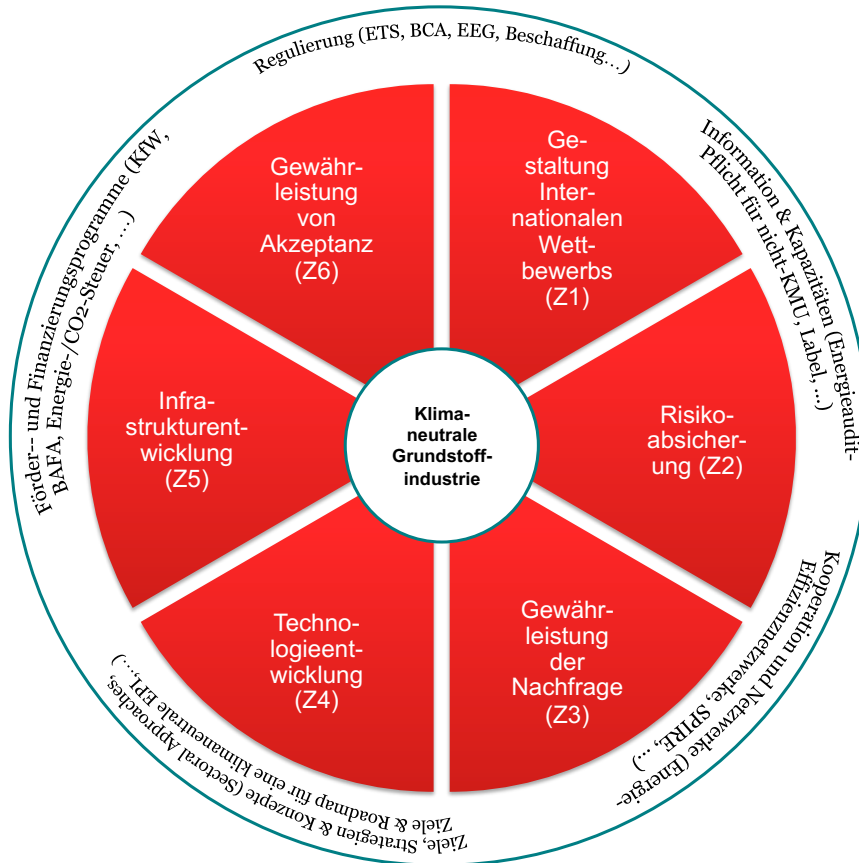 Regulierung (ETS, BCA, EEG, Beschaffung…)
Information & Kapazitäten (Energieaudit-
Pflicht für nicht-KMU, Label, …)
Kooperation und Netzwerke (Energie-
Effizienznetzwerke, SPIRE, … )
Ziele, Strategien & Konzepte (Sectoral Approaches,
Ziele & Roadmap für eine klimaneutrale EPI,…)
Förder-- und Finanzierungsprogramme (KfW,
BAFA, Energie-/CO2-Steuer, …)
Ge-
staltung
Inter-
nationalen
Wett-
bewerbs
(Z1)
Risiko-
absicher-
ung (Z2)
Gewähr-
leistung
der
Nachfrage
(Z3)
Techno-
logieent-
wicklung
(Z4)
Infra-
strukturent-
wicklung
(Z5)
Gewähr-
leistung
von
Akzeptanz
(Z6)
Klima-
neutrale
Grundstoff-
industrie